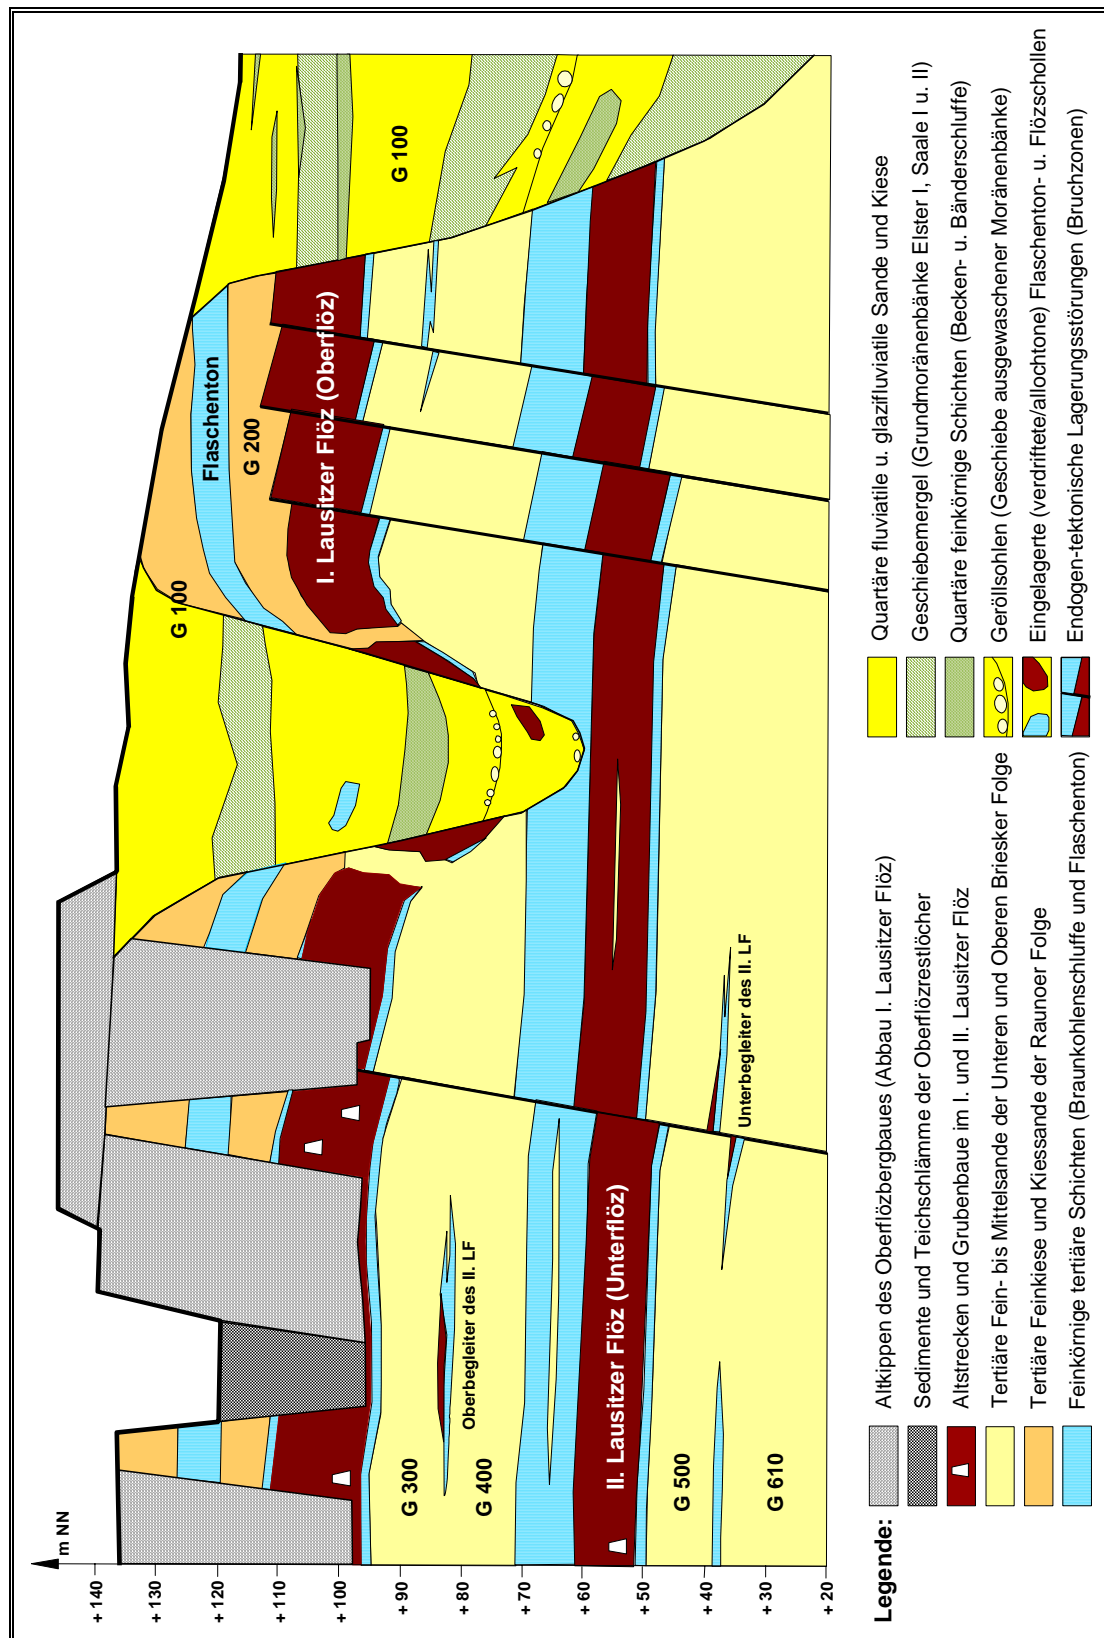 m NN
+ 140
+ 130
+ 120
+ 110
+ 100
+ 90
+ 80
+ 70
+ 60
+ 50
+ 40
+ 30
+ 20
G 100
G 100
Flaschenton
G 200
I. Lausitzer Flöz (Oberflöz)
G 300
Oberbegleiter des II. LF
G 400
II. Lausitzer Flöz (Unterflöz)
G 500
Unterbegleiter des II. LF
G 610
Legende:
Altkippen des Oberflözbergbaues (Abbau I. Lausitzer Flöz)
Sedimente und Teichschlämme der Oberflözrestlöcher
Altstrecken und Grubenbaue im I. und II. Lausitzer Flöz
Tertiäre Fein- bis Mittelsande der Unteren und Oberen Briesker Folge
Tertiäre Feinkiese und Kiessande der Raunoer Folge
Feinkörnige tertiäre Schichten (Braunkohlenschluffe und Flaschenton)
Quartäre fluviatile u. glazifluviatile Sande und Kiese
Geschiebemergel (Grundmoränenbänke Elster I, Saale I u. II)
Quartäre feinkörnige Schichten (Becken- u. Bänderschluffe)
Geröllsohlen (Geschiebe ausgewaschener Moränenbänke)
Eingelagerte (verdriftete/allochtone) Flaschenton- u. Flözschollen
Endogen-tektonische Lagerungsstörungen (Bruchzonen)